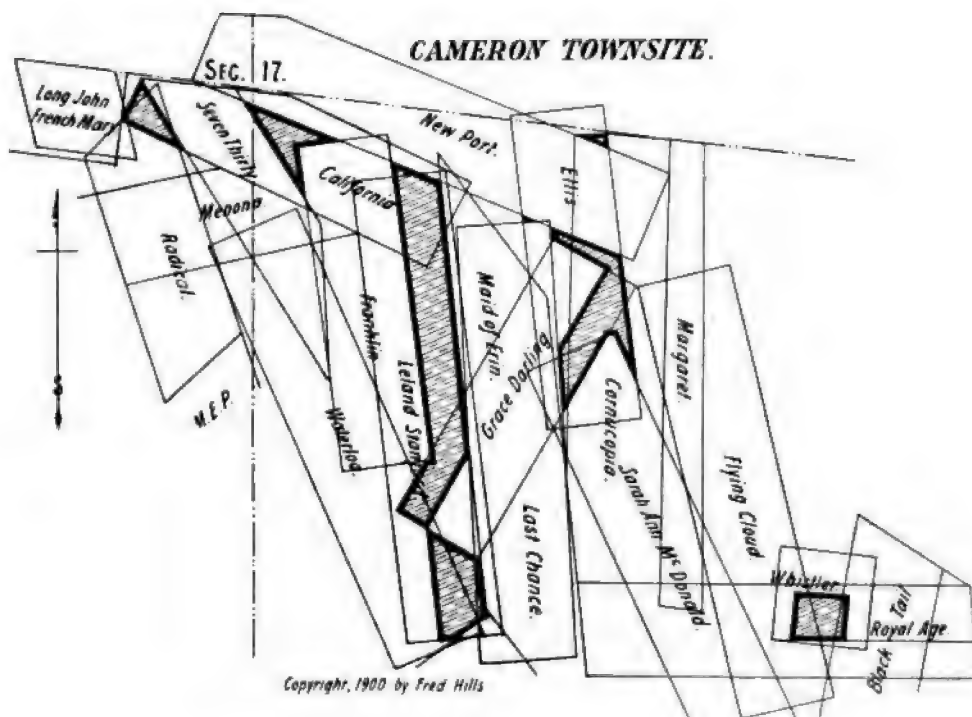 CAMERON TOWNSITE.
SEC. 17.
Long John
French Mary
Seven Thirty
New Port.
Ellis
California
Menona
Radical.
Franklin
Maid of Erin.
Grace Darling
Margaret.
M.E.P.
Waterloo.
Leland
Cornucopia.
Sarah Ann McDonald.
Flying Cloud.
Last Chance.
Whistler
Black Tail
Royal Age.
S
Copyright, 1900 by Fred Hills